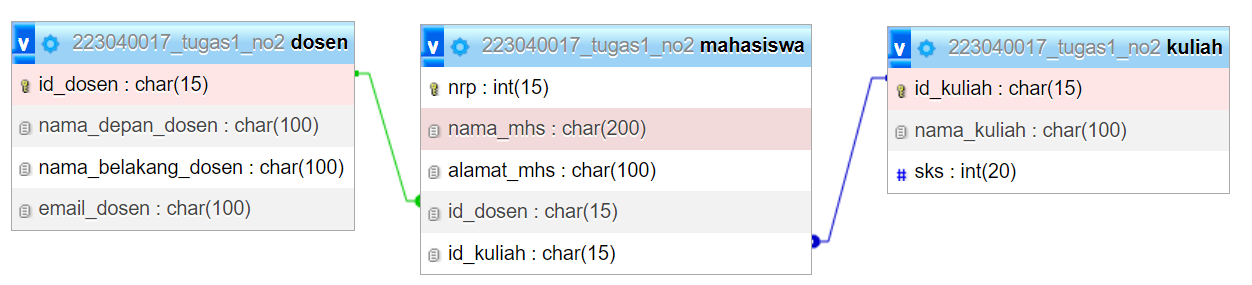 v 223040017_tugas1_no2 dosen
id_dosen : char(15)
nama_depan_dosen : char(100)
nama_belakang_dosen : char(100)
email_dosen : char(100)
v 223040017_tugas1_no2 mahasiswa
nrp : int(15)
nama_mhs : char(200)
alamat_mhs : char(100)
id_dosen : char(15)
id_kuliah : char(15)
v 223040017_tugas1_no2 kuliah
id_kuliah : char(15)
nama_kuliah : char(100)
# sks : int(20)